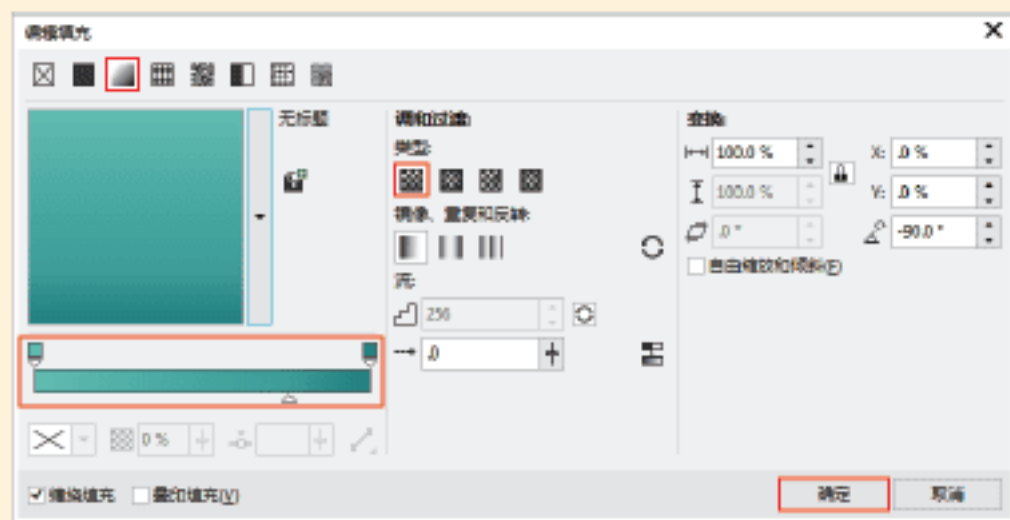 编辑填充
无标题
调和过渡:
类型:
镜像、重复和反转:
流:
256
.0
变换:
100.0 %
X: .0 %
100.0 %
Y: .0 %
.0 °
-90.0 °
自由缩放和倾斜(F)
0 %
缠绕填充
叠印填充(V)
确定
取消